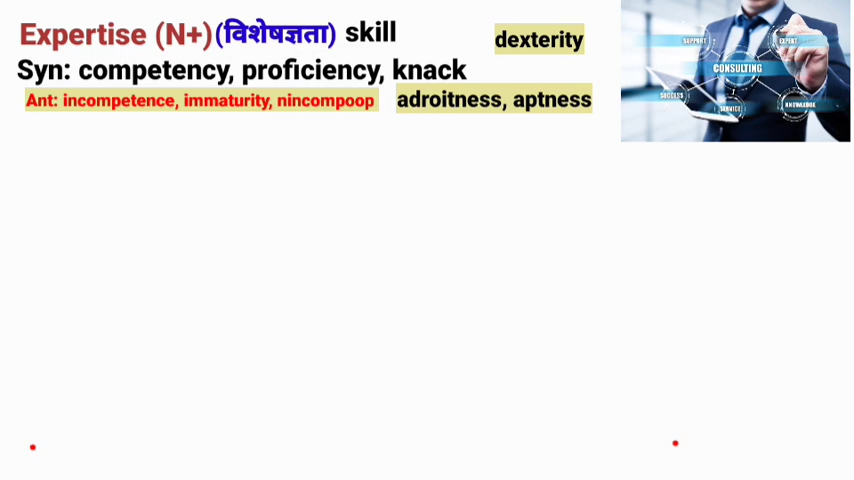 Expertise (N+)(विशेषज्ञता) skill
dexterity
Syn: competency, proficiency, knack
Ant: incompetence, immaturity, nincompoop
adroitness, aptness
SUPPORT
EXPERT
CONSULTING
SUCCESS
SERVICE
KNOWLEDGE